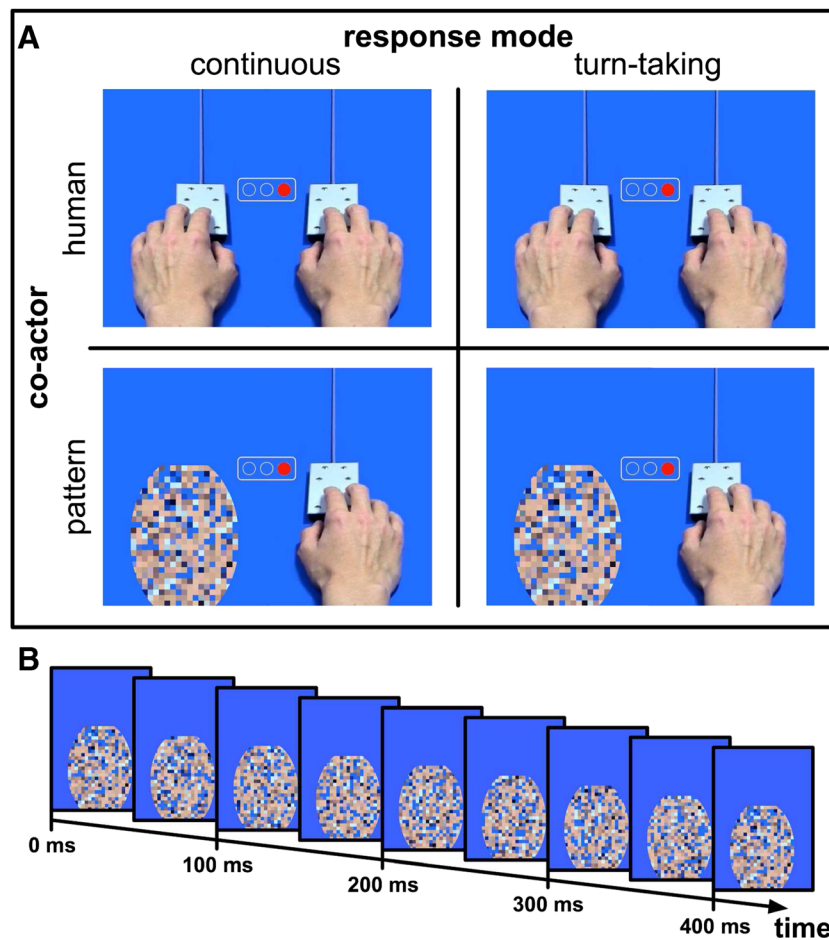 A
response mode
continuous
turn-taking
co-actor
human
pattern
B
0 ms
100 ms
200 ms
300 ms
400 ms
time